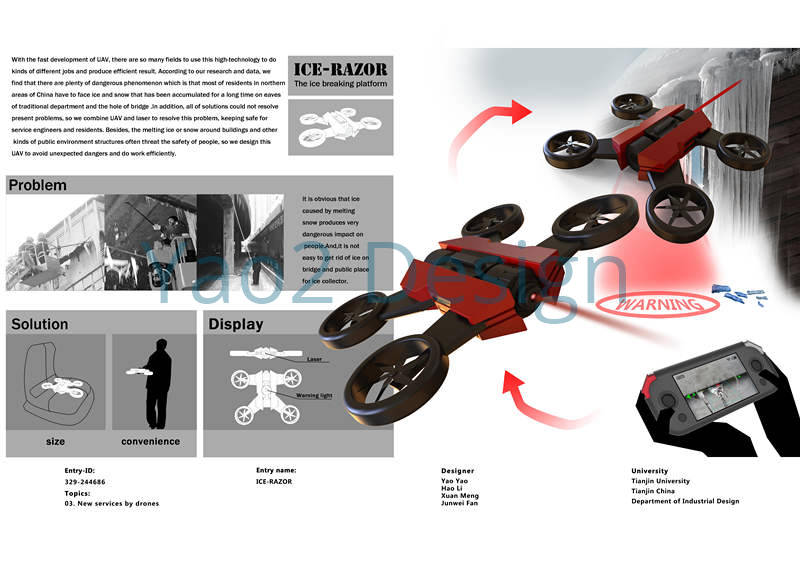 With the fast development of UAV, there are so many fields to use this high-technology to do
kinds of different jobs and produce efficient result. According to our research and data, we
find that there are plenty of dangerous phenomenon which is that most of residents in northern
areas of China have to face ice and snow that has been accumulated for a long time on eaves
of traditional department and the hole of bridge .In addition, all of solutions could not resolve
present problems, so we combine UAV and laser to resolve this problem, keeping safe for
service engineers and residents. Besides, the melting ice or snow around buildings and other
kinds of public environment structures often threat the safety of people, so we design this
UAV to avoid unexpected dangers and do work efficiently.
ICE-RAZOR
The ice breaking platform
Problem
It is obvious that ice
caused by melting
snow produces very
dangerous impact on
people.And,it is not
easy to get rid of ice on
bridge and public place
for ice collector.
Yao2 Design
WARNING
Solution
size
convenience
Display
Laser
Warning light
Entry-ID:
329-244686
Topics:
03. New services by drones
Entry name:
ICE-RAZOR
Designer
Yao Yao
Hao Li
Xuan Meng
Junwei Fan
University
Tianjin University
Tianjin China
Department of Industrial Design